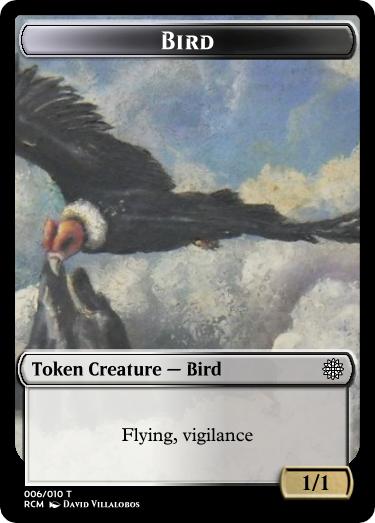 Bird
Token Creature — Bird
Flying, vigilance
1/1
006/010 T
RCM David Villalobos